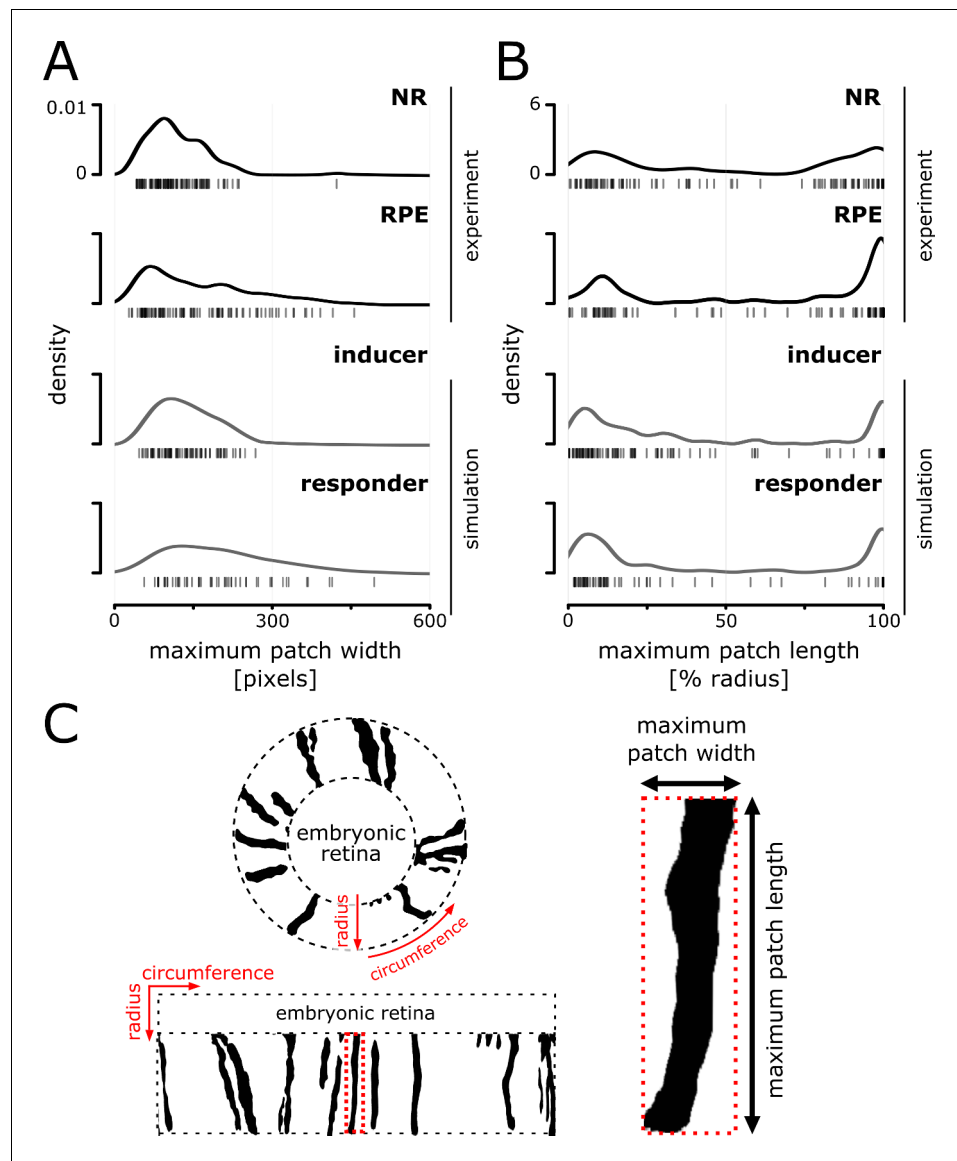 A
NR
0.01
0
RPE
experiment
inducer
density
responder
simulation
0
300
600
maximum patch width
[pixels]
B
NR
6
0
RPE
experiment
inducer
density
responder
simulation
0
50
100
maximum patch length
[% radius]
C
embryonic
retina
radius
circumference
circumference
radius
embryonic retina
maximum
patch width
maximum patch length